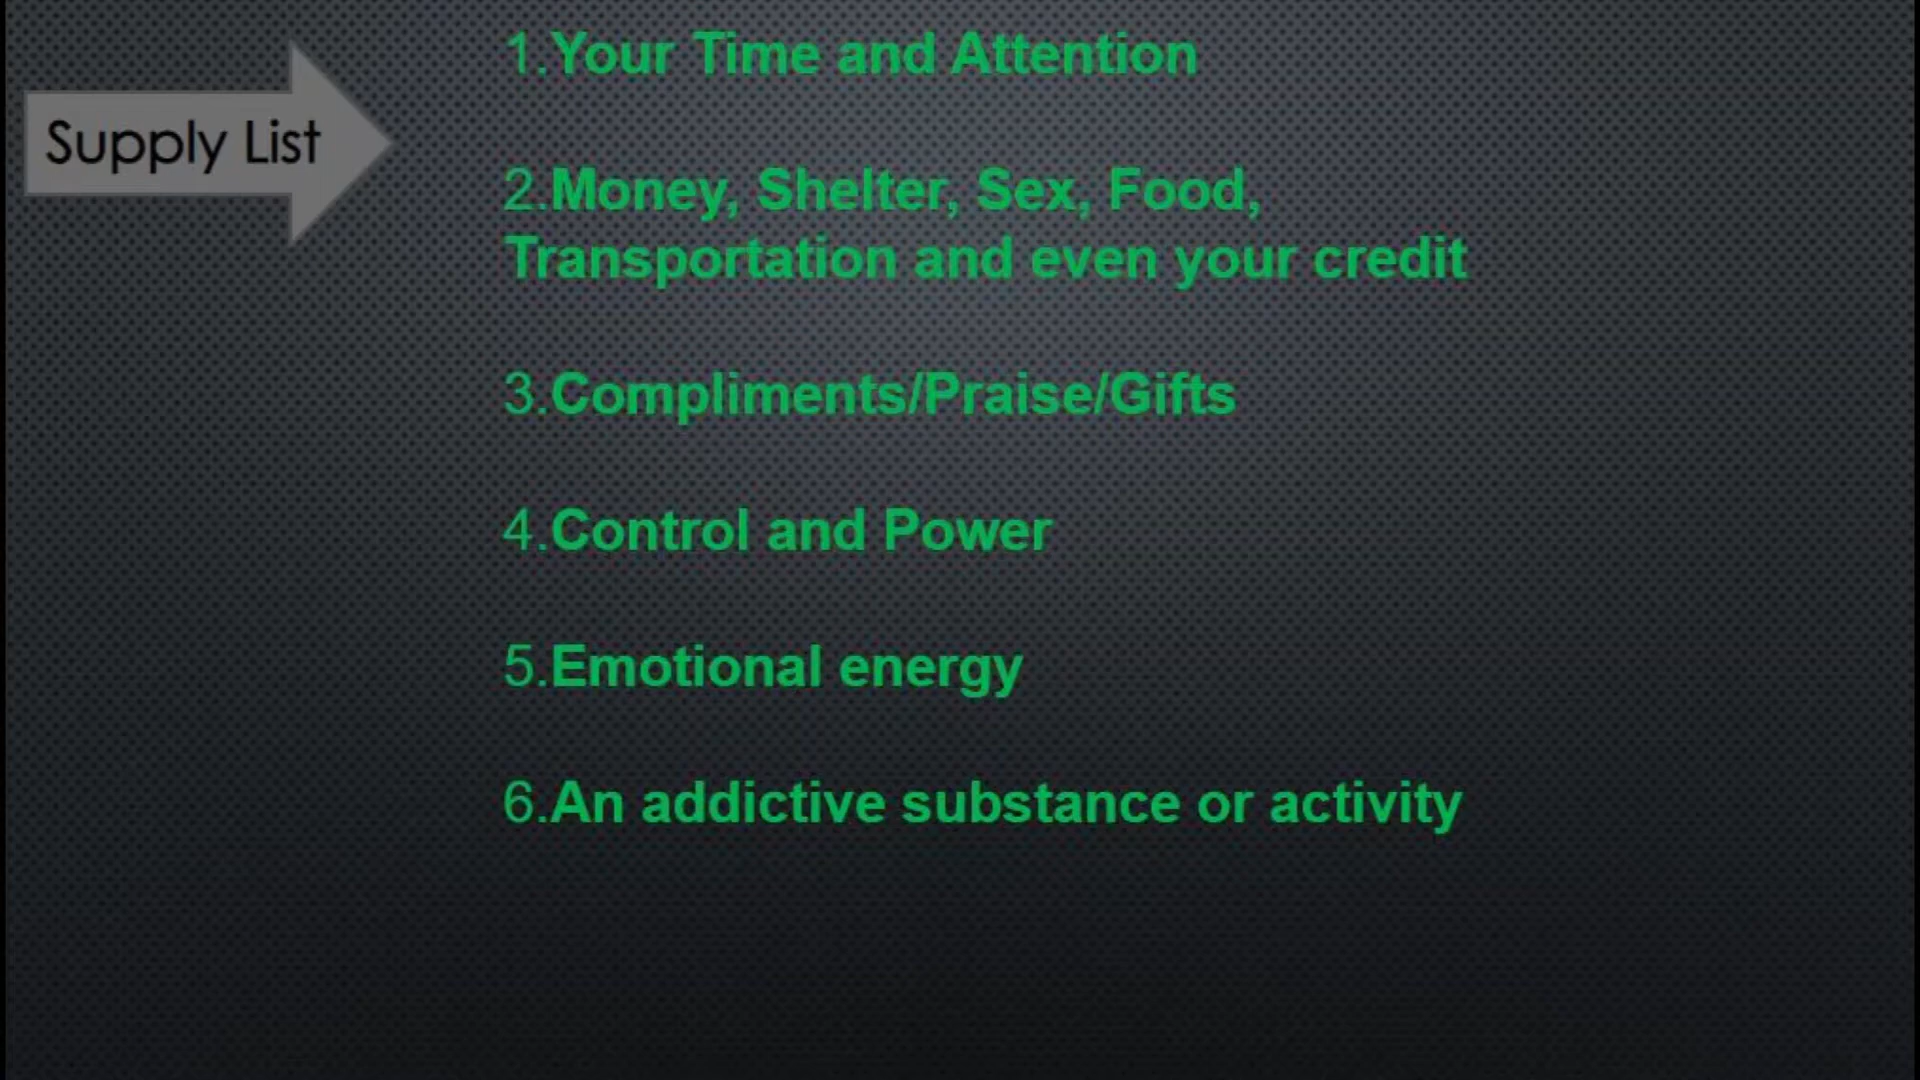 Supply List
1.Your Time and Attention
2.Money, Shelter, Sex, Food,
Transportation and even your credit
3.Compliments/Praise/Gifts
4.Control and Power
5.Emotional energy
6.An addictive substance or activity